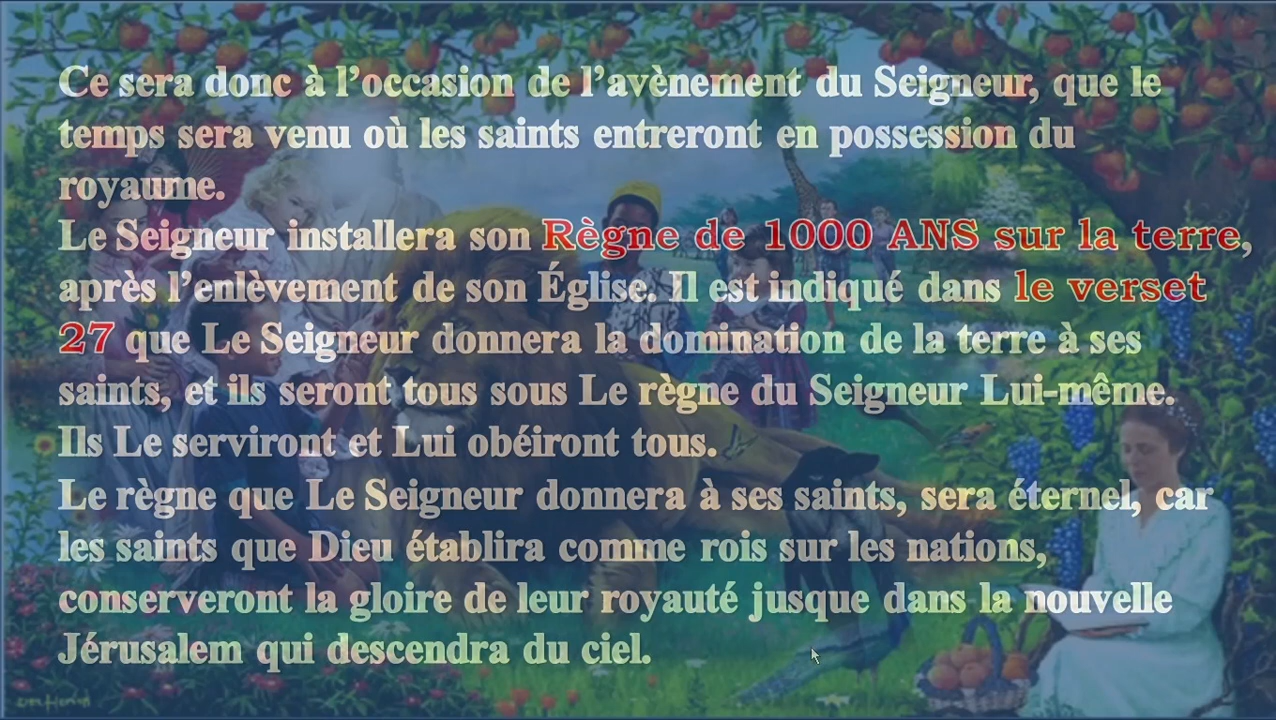 Ce sera donc à l’occasion de l’avènement du Seigneur, que le
temps sera venu où les saints entreront en possession du
royaume.
Le Seigneur installera son Règne de 1000 ANS sur la terre,
après l’enlèvement de son Église. Il est indiqué dans le verset
27 que Le Seigneur donnera la domination de la terre à ses
saints, et ils seront tous sous Le règne du Seigneur Lui-même.
Ils Le serviront et Lui obéiront tous.
Le règne que Le Seigneur donnera à ses saints, sera éternel, car
les saints que Dieu établira comme rois sur les nations,
conserveront la gloire de leur royauté jusque dans la nouvelle
Jérusalem qui descendra du ciel.